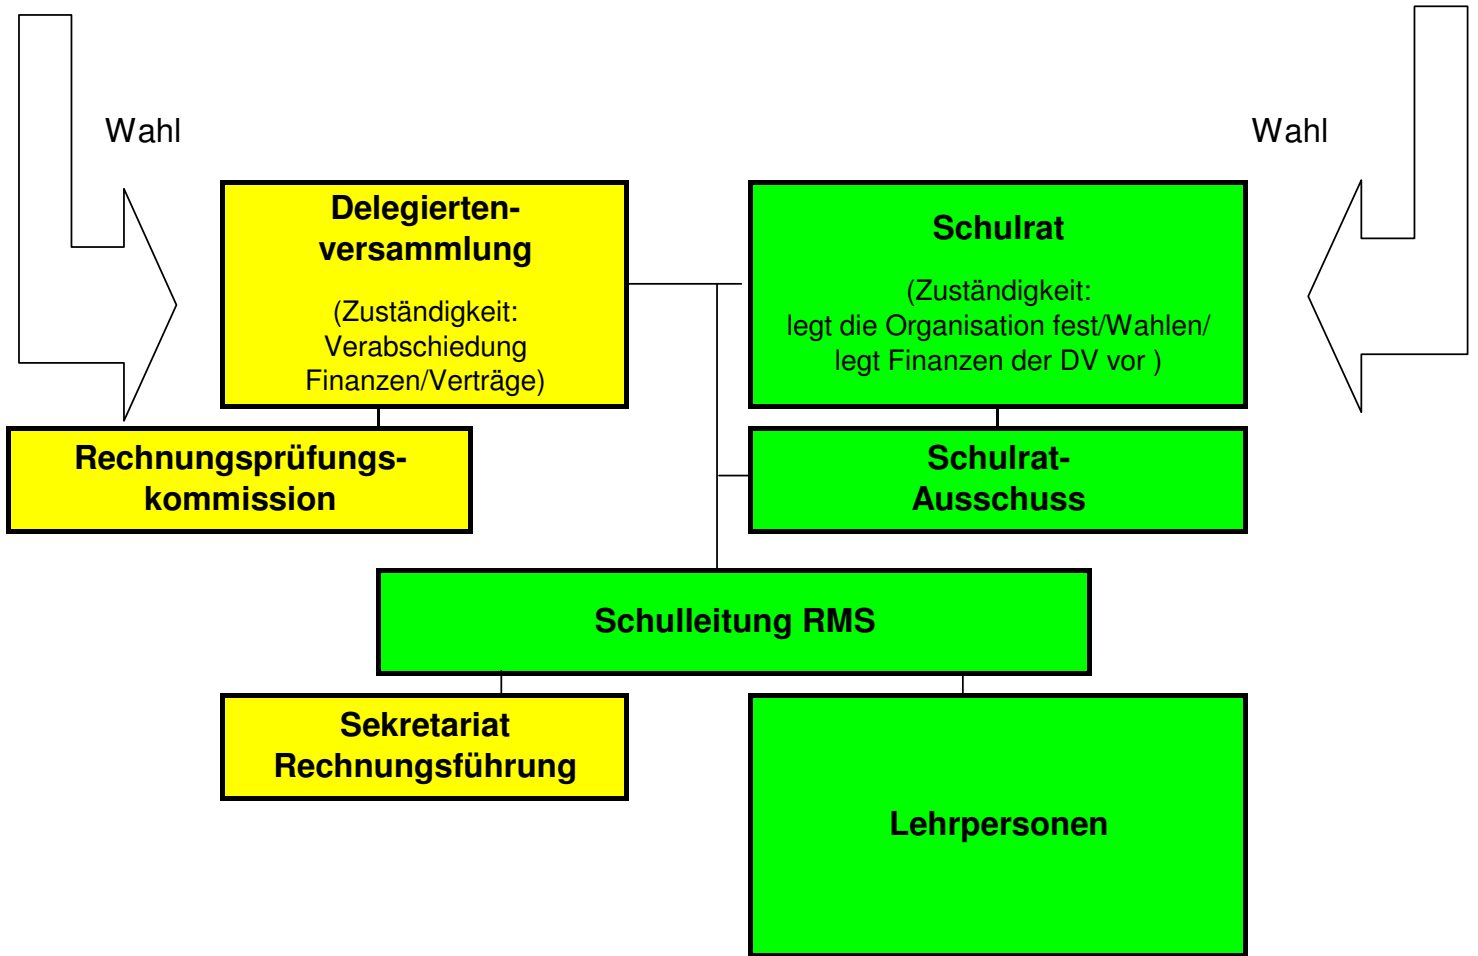 Wahl
Wahl
Delegierten-
versammlung
(Zuständigkeit:
Verabschiedung
Finanzen/Verträge)
Schulrat
(Zuständigkeit:
legt die Organisation fest/Wahlen/
legt Finanzen der DV vor )
Rechnungsprüfungs-
kommission
Schulrat-
Ausschuss
Schulleitung RMS
Sekretariat
Rechnungsführung
Lehrpersonen